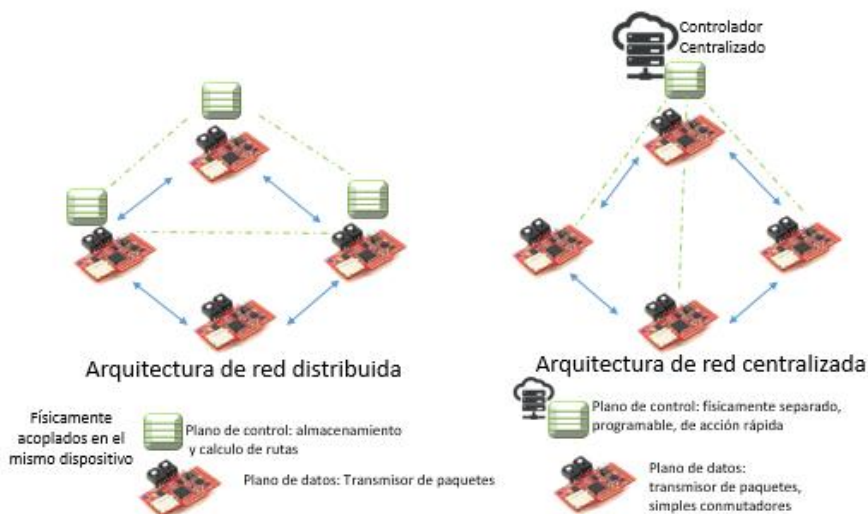 Controlador
Centralizado
Arquitectura de red distribuida
Arquitectura de red centralizada
Físicamente
acoplados en el
mismo dispositivo
Plano de control: almacenamiento
y calculo de rutas
Plano de datos: Transmisor de paquetes
Plano de control: físicamente separado,
programable, de acción rápida
Plano de datos:
transmisor de paquetes,
simples conmutadores